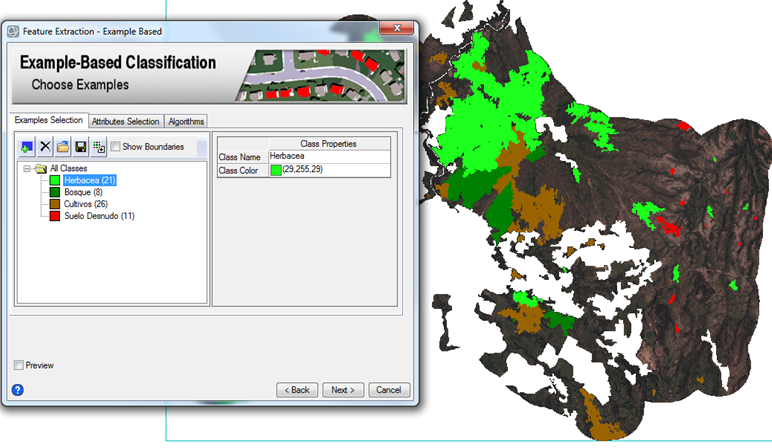 Feature Extraction - Example Based
Example-Based Classification
Choose Examples
Examples Selection Attributes Selection Algorithms
Show Boundaries
All Classes
Herbacea (21)
Bosque (8)
Cultivos (26)
Suelo Desnudo (11)
Class Properties
Class Name Herbacea
Class Color (29,255,29)
Preview
?
< Back Next > Cancel